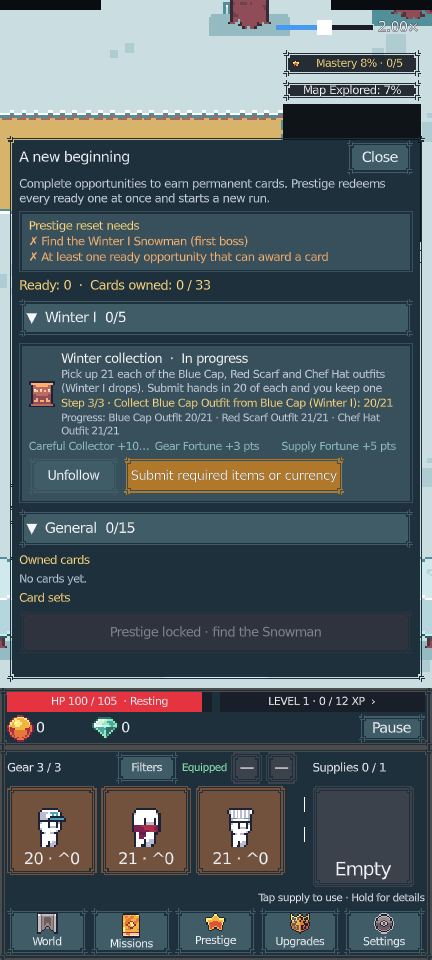 2.00×
Mastery 8% · 0/5
Map Explored: 7%
A new beginning
Close
Complete opportunities to earn permanent cards. Prestige redeems
every ready one at once and starts a new run.
Prestige reset needs
✗ Find the Winter I Snowman (first boss)
✗ At least one ready opportunity that can award a card
Ready: 0 · Cards owned: 0 / 33
▼ Winter I 0/5
Winter collection · In progress
Pick up 21 each of the Blue Cap, Red Scarf and Chef Hat outfits
(Winter I drops). Submit hands in 20 of each and you keep one
Step 3/3 · Collect Blue Cap Outfit from Blue Cap (Winter I): 20/21
Progress: Blue Cap Outfit 20/21 · Red Scarf Outfit 21/21 · Chef Hat
Outfit 21/21
Careful Collector +10... Gear Fortune +3 pts Supply Fortune +5 pts
Unfollow
Submit required items or currency
▼ General 0/15
Owned cards
No cards yet.
Card sets
Prestige locked · find the Snowman
HP 100 / 105 · Resting
LEVEL 1 · 0 / 12 XP ›
0
0
Pause
Gear 3 / 3
Filters
Equipped
—
—
Supplies 0 / 1
20 · ^0
21 · ^0
21 · ^0
Empty
Tap supply to use · Hold for details
World
Missions
Prestige
Upgrades
Settings